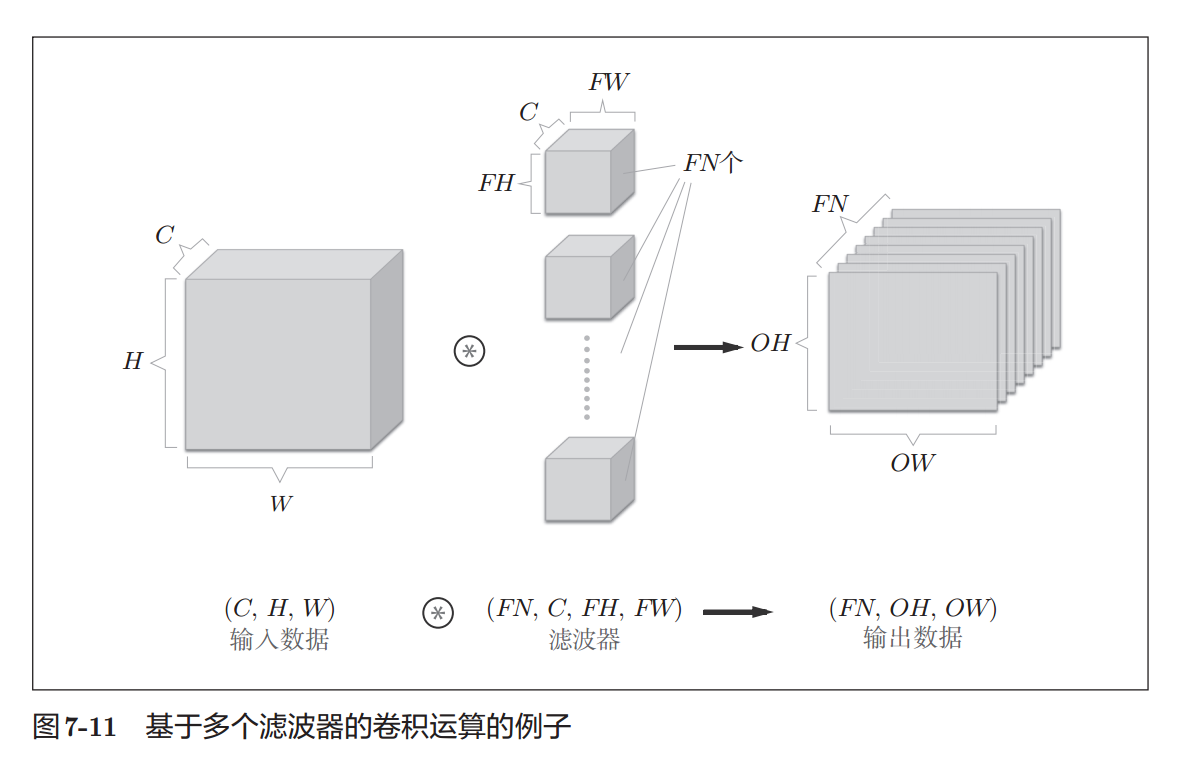 FW
C
FH
FN个
C
H
W
FN
OH
OW
(C, H, W)
输入数据
(FN, C, FH, FW)
滤波器
(FN, OH, OW)
输出数据
图7-11 基于多个滤波器的卷积运算的例子